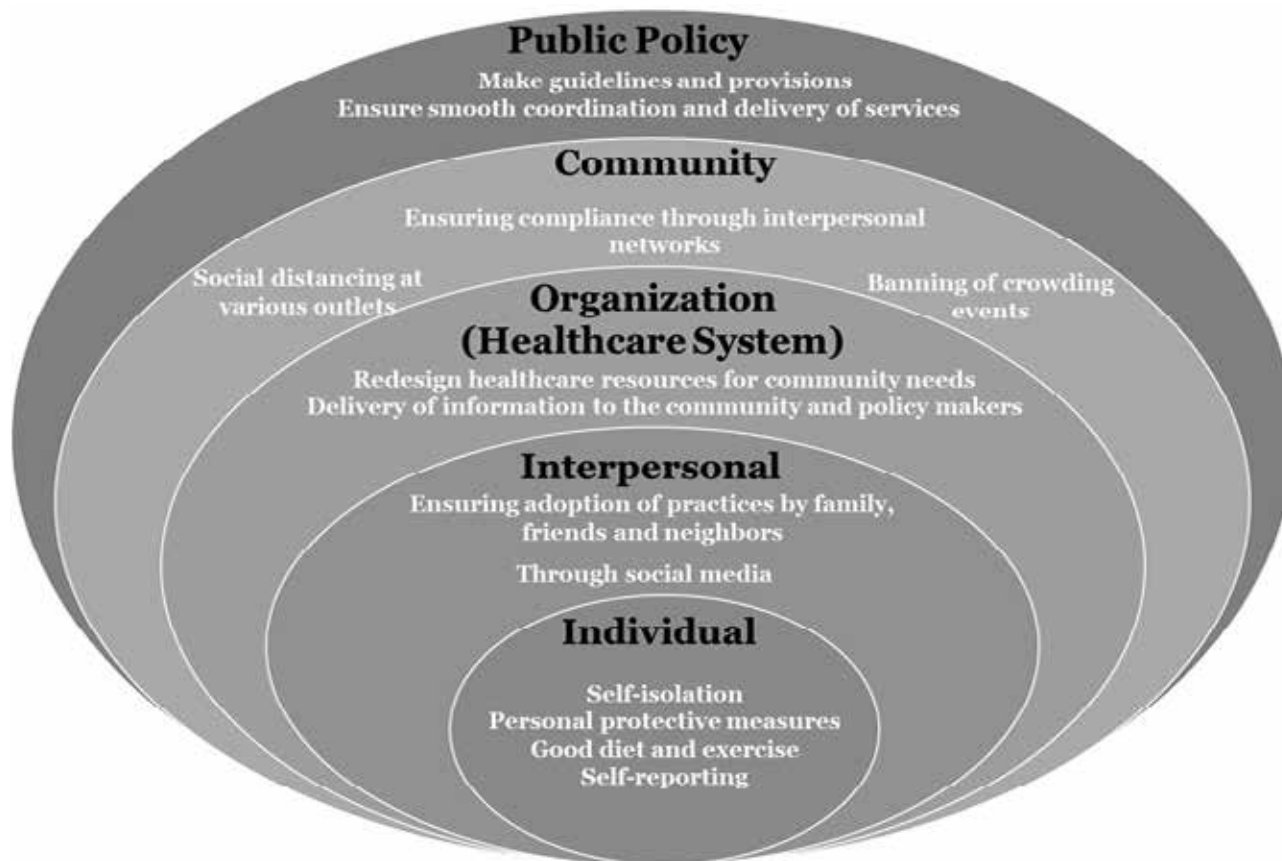 Public Policy
Make guidelines and provisions
Ensure smooth coordination and delivery of services
Community
Ensuring compliance through interpersonal
networks
Social distancing at
various outlets
Banning of crowding
events
Organization
(Healthcare System)
Redesign healthcare resources for community needs
Delivery of information to the community and policy makers
Interpersonal
Ensuring adoption of practices by family,
friends and neighbors
Through social media
Individual
Self-isolation
Personal protective measures
Good diet and exercise
Self-reporting